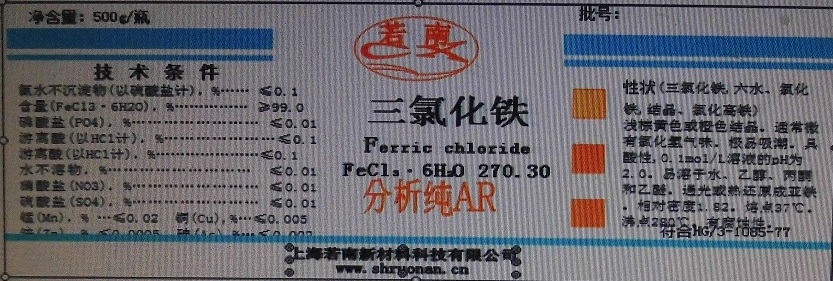 净含量：500g/瓶
批号：
若南
技术条件
氨水不沉淀物(以硫酸盐计)，%…… ≤0.1
含量(FeCl3·6H2O)，%………… ≥99.0
磷酸盐(PO4)，%…………… ≤0.01
游离酸(以HCl计)，%………… ≤0.1
游离酸(以HCl计)，%……… ≤0.1
水不溶物，%……………… ≤0.01
硝酸盐(NO3)，%…………… ≤0.01
硫酸盐(SO4)，%…………… ≤0.01
锰(Mn)，% …≤0.02 铜(Cu)，%…≤0.005
锌(Zn)，% …≤0.0005 砷(As)，%…≤0.002
三氯化铁
Ferric chloride
FeCl₃·6H₂O 270.30
分析纯AR
性状(三氯化铁,六水、氯化
铁,结晶、氯化高铁)
浅棕黄色或橙色结晶。通常微
有氯化氢气味。极易吸潮。具
酸性,0.1mol/L溶液的pH为
2.0。易溶于水、乙醇、丙酮
和乙醚。遇光或热还原成亚铁
。相对密度1.82。熔点37℃。
沸点280℃。有腐蚀性。
符合HG/3-1085-77
上海若南新材料科技有限公司
www.shryonan.cn